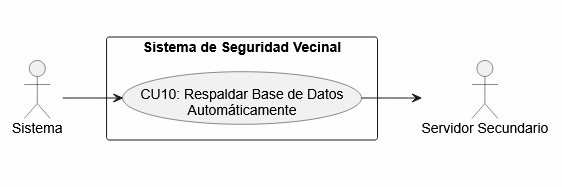 Sistema de Seguridad Vecinal
CU10: Respaldar Base de Datos
Automáticamente
Sistema
Servidor Secundario